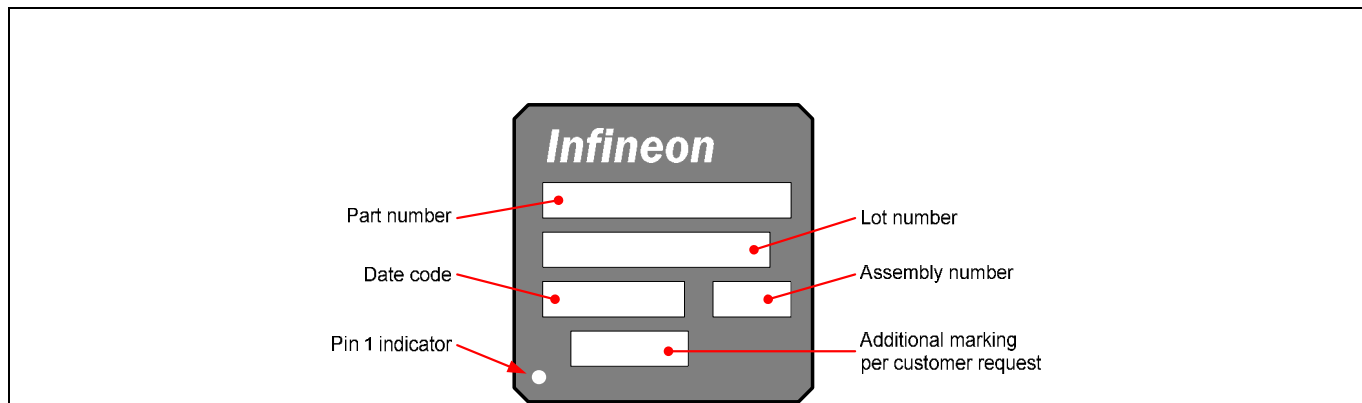 Infineon
Part number
Lot number
Date code
Assembly number
Pin 1 indicator
Additional marking
per customer request